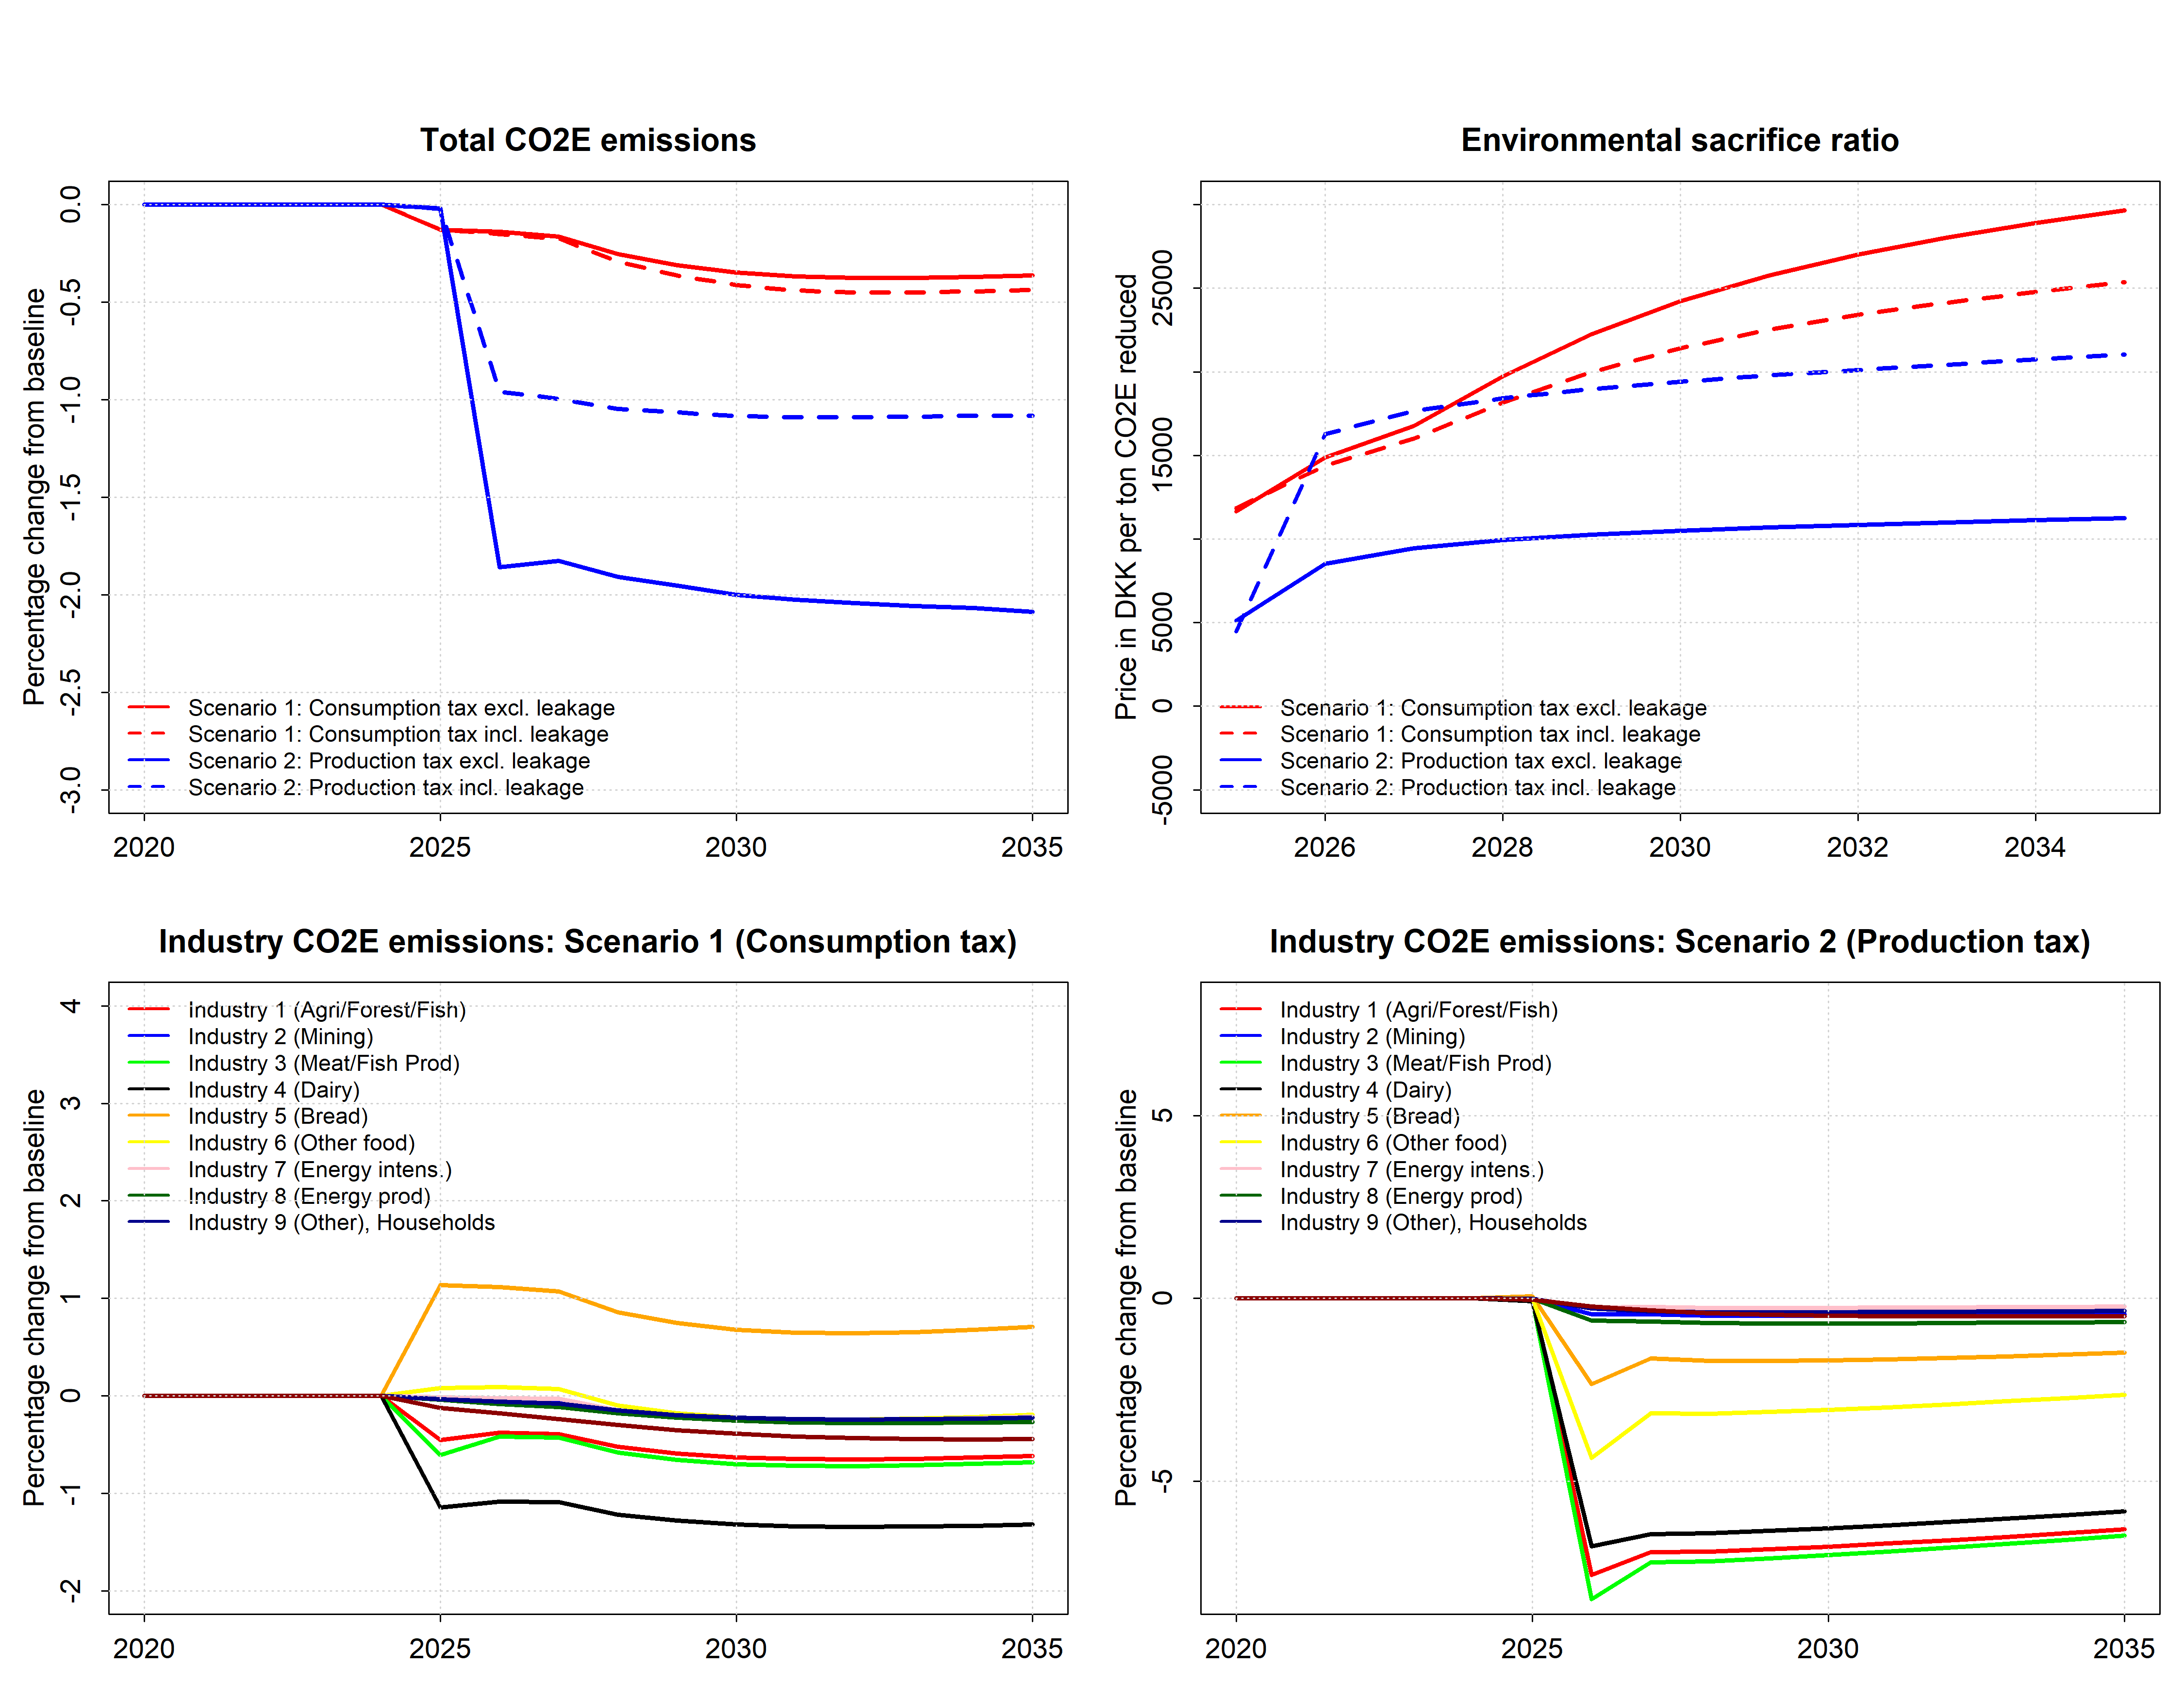 Total CO2E emissions
Percentage change from baseline
0.0
-0.5
-1.0
-1.5
-2.0
-2.5
-3.0
Scenario 1: Consumption tax excl. leakage
Scenario 1: Consumption tax incl. leakage
Scenario 2: Production tax excl. leakage
Scenario 2: Production tax incl. leakage
2020
2025
2030
2035
Environmental sacrifice ratio
Price in DKK per ton CO2E reduced
25000
15000
5000
0
-5000
Scenario 1: Consumption tax excl. leakage
Scenario 1: Consumption tax incl. leakage
Scenario 2: Production tax excl. leakage
Scenario 2: Production tax incl. leakage
2026
2028
2030
2032
2034
Industry CO2E emissions: Scenario 1 (Consumption tax)
Percentage change from baseline
4
3
2
1
0
-1
-2
Industry 1 (Agri/Forest/Fish)
Industry 2 (Mining)
Industry 3 (Meat/Fish Prod)
Industry 4 (Dairy)
Industry 5 (Bread)
Industry 6 (Other food)
Industry 7 (Energy intens.)
Industry 8 (Energy prod)
Industry 9 (Other), Households
2020
2025
2030
2035
Industry CO2E emissions: Scenario 2 (Production tax)
Percentage change from baseline
5
0
-5
Industry 1 (Agri/Forest/Fish)
Industry 2 (Mining)
Industry 3 (Meat/Fish Prod)
Industry 4 (Dairy)
Industry 5 (Bread)
Industry 6 (Other food)
Industry 7 (Energy intens.)
Industry 8 (Energy prod)
Industry 9 (Other), Households
2020
2025
2030
2035